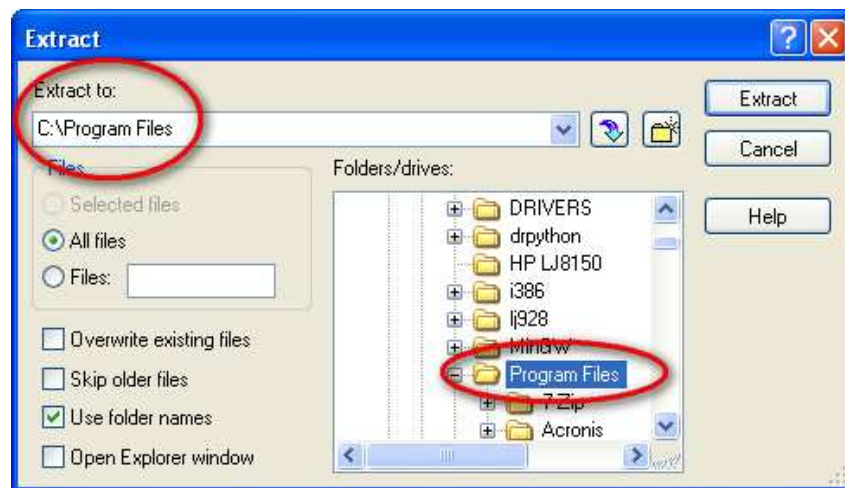 Extract
Extract to:
C:\Program Files
Extract
Cancel
Help
Files
Selected files
All files
Files:
Overwrite existing files
Skip older files
Use folder names
Open Explorer window
Folders/drives:
DRIVERS
drpython
HP LJ8150
i386
lj928
MinGW
Program Files
7-Zip
Acronis